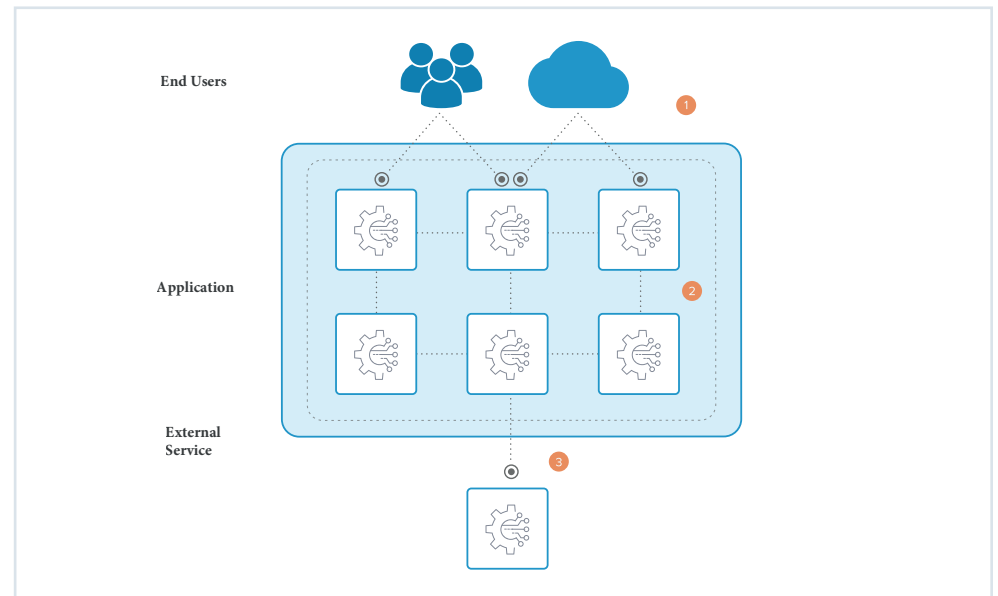 End Users
1
Application
2
External
Service
3